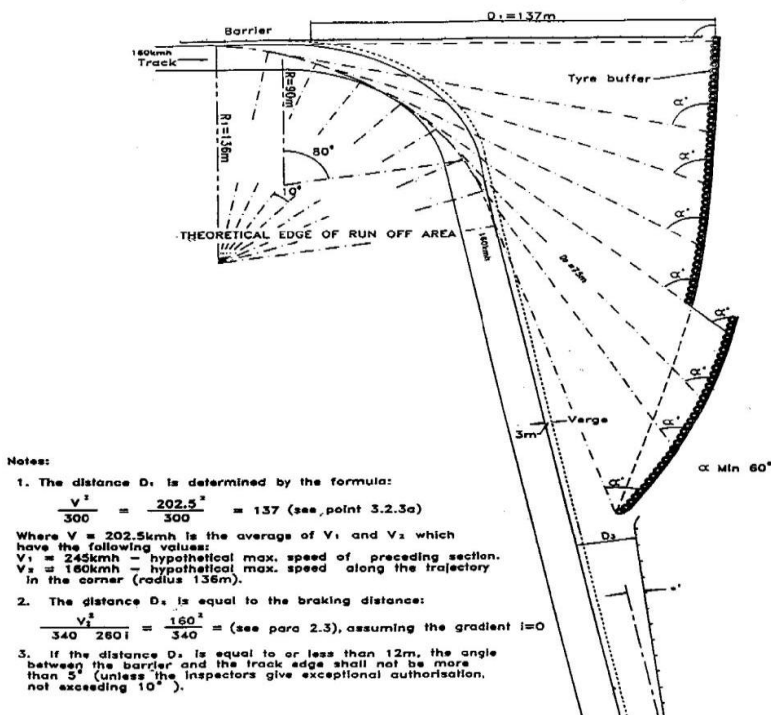 D₁=137m
Barrier
160kmh
Track
Tyre buffer
R=90m
R₁=136m
α°
80°
α°
19°
α°
THEORETICAL EDGE OF RUN OFF AREA
160kmh
D₂=75m
α°
α°
α°
α°
3m
Verge
α Min 60°
α°
D₃
Notes:
1. The distance D₁ is determined by the formula:
V² / 300 = 202.5² / 300 = 137 (see point 3.2.3a)
Where V = 202.5kmh is the average of V₁ and V₂ which
have the following values:
V₁ = 245kmh – hypothetical max. speed of preceding section.
V₂ = 160kmh – hypothetical max. speed along the trajectory
in the corner (radius 136m).
2. The distance D₂ is equal to the braking distance:
V₂² / 340 260i = 160² / 340 = (see para 2.3), assuming the gradient i=0
3. If the distance D₃ is equal to or less than 12m, the angle
between the barrier and the track edge shall not be more
than 5° (unless the inspectors give exceptional authorisation,
not exceeding 10° ).